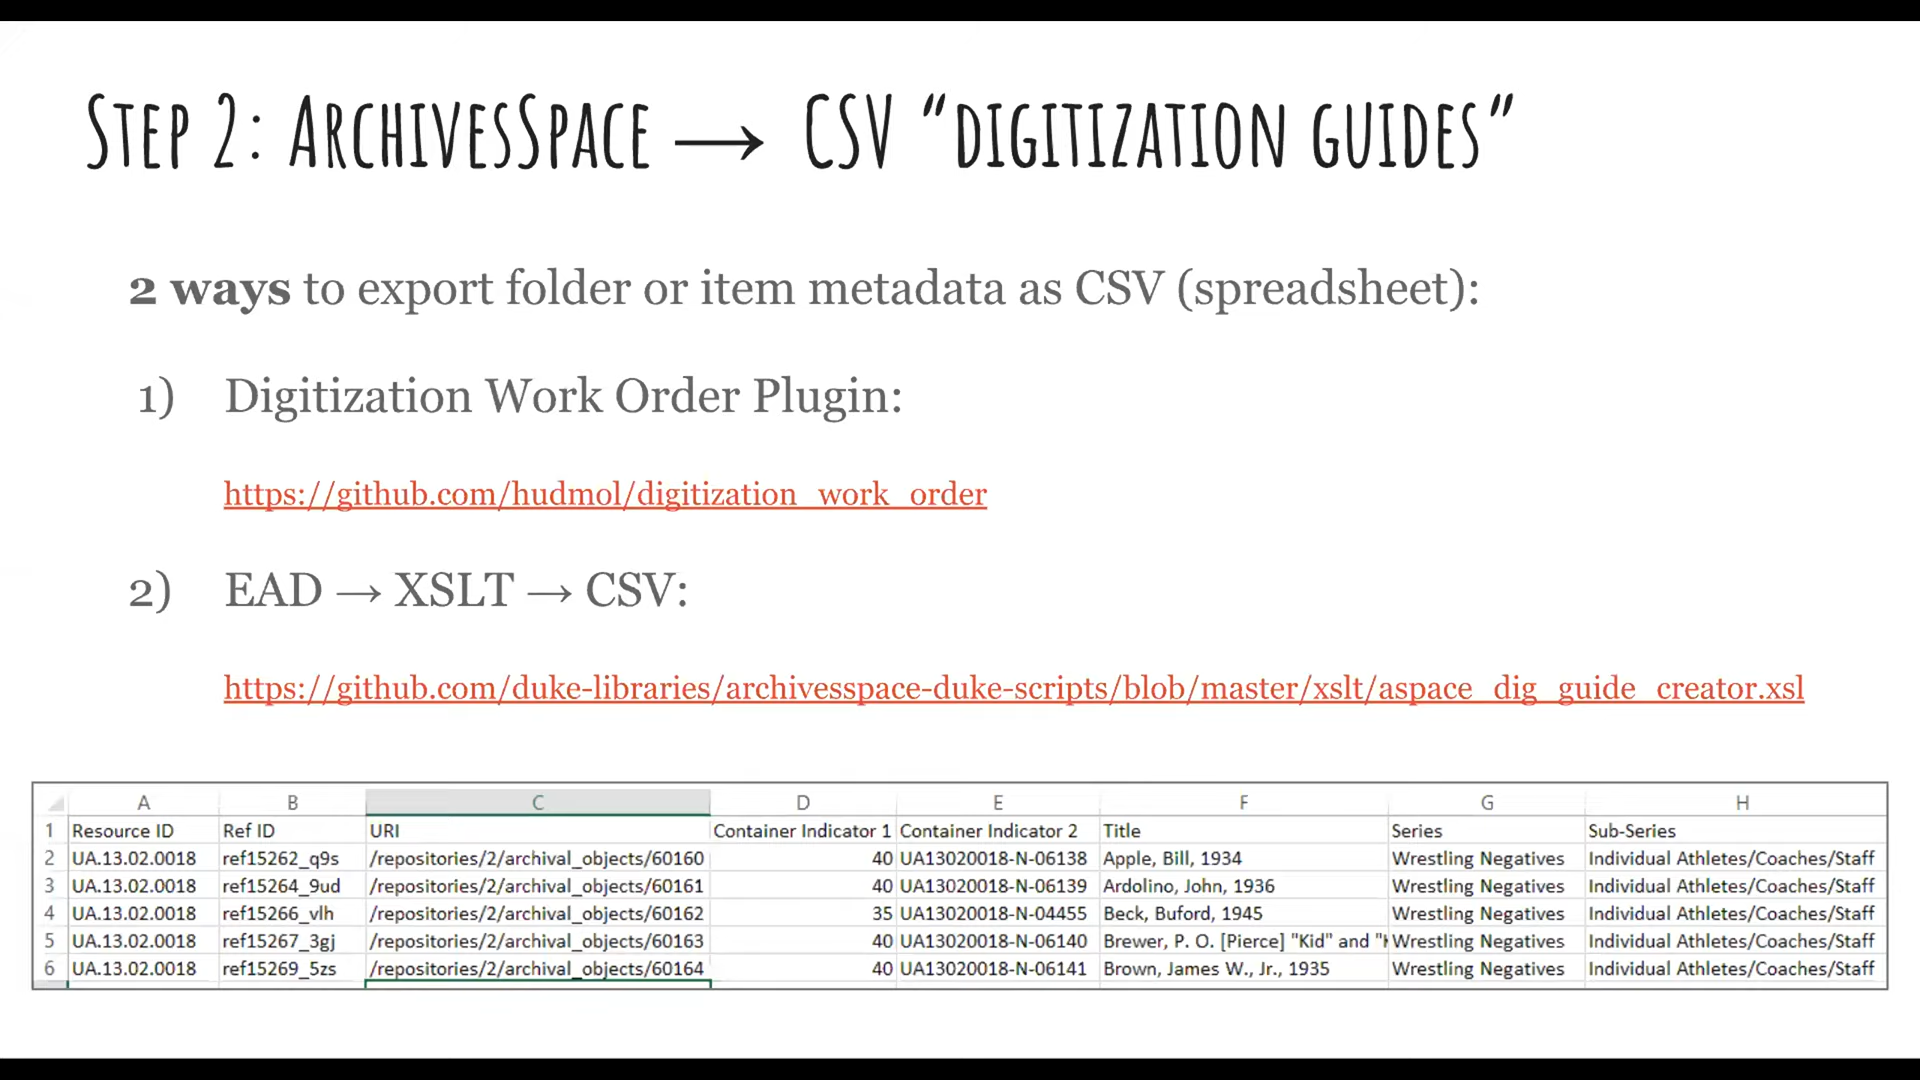 Step 2: ArchivesSpace → CSV “digitization guides”
2 ways to export folder or item metadata as CSV (spreadsheet):
1) Digitization Work Order Plugin:
https://github.com/hudmol/digitization_work_order
2) EAD → XSLT → CSV:
https://github.com/duke-libraries/archivesspace-duke-scripts/blob/master/xslt/aspace_dig_guide_creator.xsl
A B C D E F G H
1 Resource ID Ref ID URI Container Indicator 1 Container Indicator 2 Title Series Sub-Series
2 UA.13.02.0018 ref15262_q9s /repositories/2/archival_objects/60160 40 UA13020018-N-06138 Apple, Bill, 1934 Wrestling Negatives Individual Athletes/Coaches/Staff
3 UA.13.02.0018 ref15264_9ud /repositories/2/archival_objects/60161 40 UA13020018-N-06139 Ardolino, John, 1936 Wrestling Negatives Individual Athletes/Coaches/Staff
4 UA.13.02.0018 ref15266_vlh /repositories/2/archival_objects/60162 35 UA13020018-N-04455 Beck, Buford, 1945 Wrestling Negatives Individual Athletes/Coaches/Staff
5 UA.13.02.0018 ref15267_3gj /repositories/2/archival_objects/60163 40 UA13020018-N-06140 Brewer, P. O. [Pierce] "Kid" and " Wrestling Negatives Individual Athletes/Coaches/Staff
6 UA.13.02.0018 ref15269_5zs /repositories/2/archival_objects/60164 40 UA13020018-N-06141 Brown, James W., Jr., 1935 Wrestling Negatives Individual Athletes/Coaches/Staff